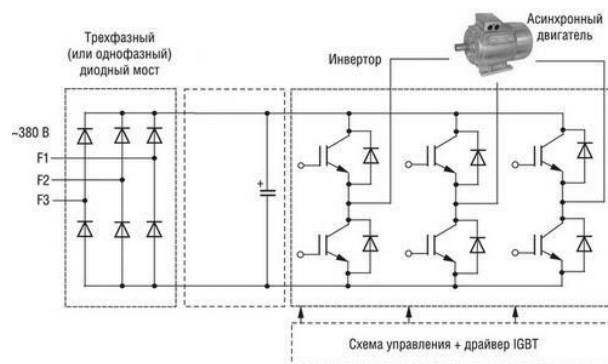 Трехфазный
(или однофазный)
диодный мост
Инвертор
Асинхронный
двигатель
~380 В
F1
F2
F3
+
Схема управления + драйвер IGBT